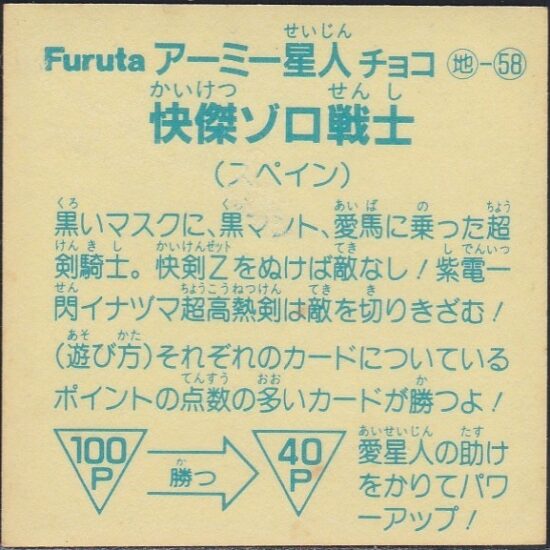 Furuta アーミー星人チョコ ㊞地-58
快傑ゾロ戦士
(スペイン)
黒いマスクに、黒マント、愛馬に乗った超
剣騎士。快剣Zをぬけば敵なし!紫電一
閃イナヅマ超高熱剣は敵を切りきざむ!
(遊び方)それぞれのカードについている
ポイントの点数の多いカードが勝つよ!
100P 勝つ 40P
愛星人の助け
をかりてパワ
ーアップ!